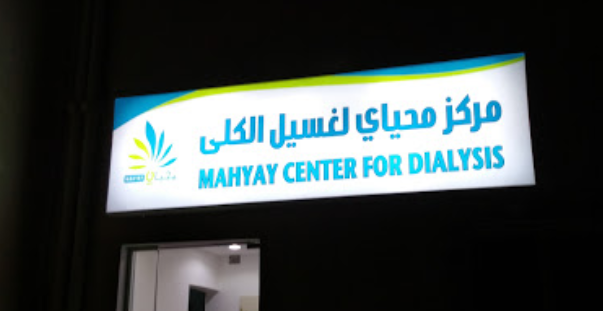 مركز محياي لغسيل الكلى
MAHYAY CENTER FOR DIALYSIS